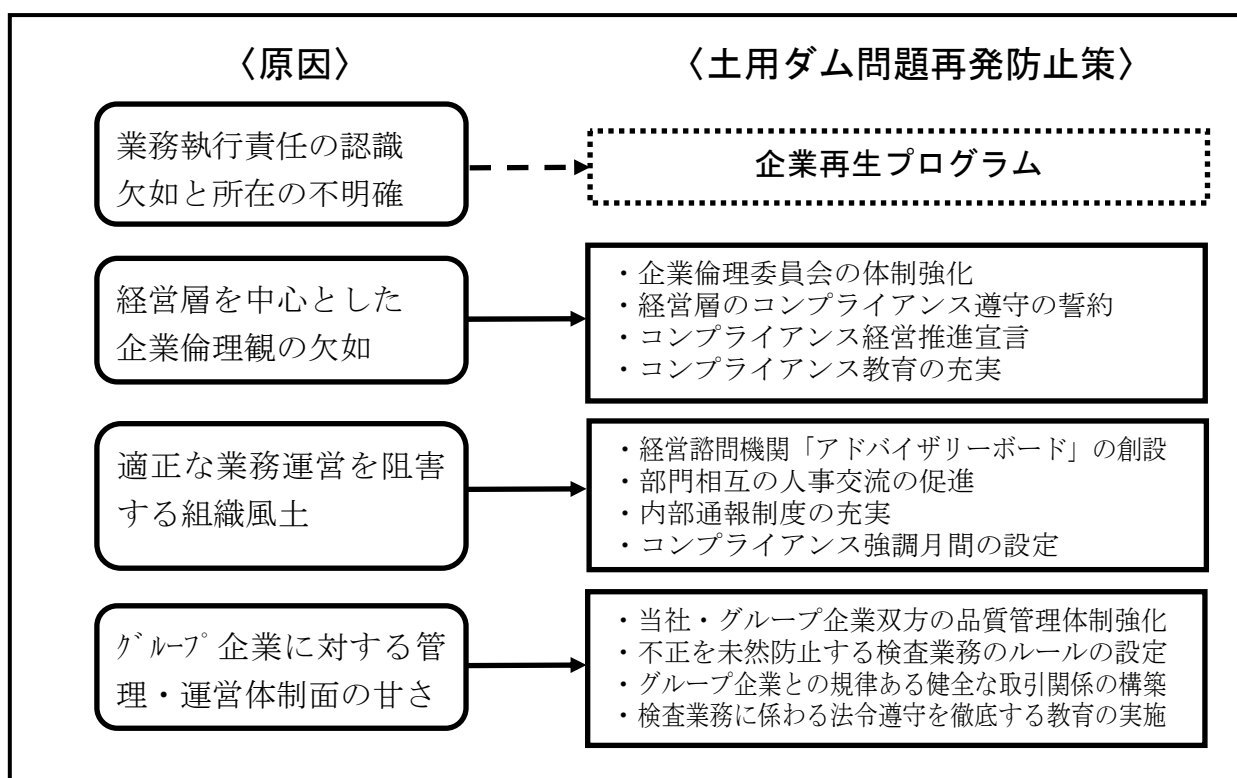 〈原因〉
〈土用ダム問題再発防止策〉
業務執行責任の認識
欠如と所在の不明確
企業再生プログラム
経営層を中心とした
企業倫理観の欠如
・企業倫理委員会の体制強化
・経営層のコンプライアンス遵守の誓約
・コンプライアンス経営推進宣言
・コンプライアンス教育の充実
適正な業務運営を阻害
する組織風土
・経営諮問機関「アドバイザリーボード」の創設
・部門相互の人事交流の促進
・内部通報制度の充実
・コンプライアンス強調月間の設定
グループ企業に対する管
理・運営体制面の甘さ
・当社・グループ企業双方の品質管理体制強化
・不正を未然防止する検査業務のルールの設定
・グループ企業との規律ある健全な取引関係の構築
・検査業務に係わる法令遵守を徹底する教育の実施